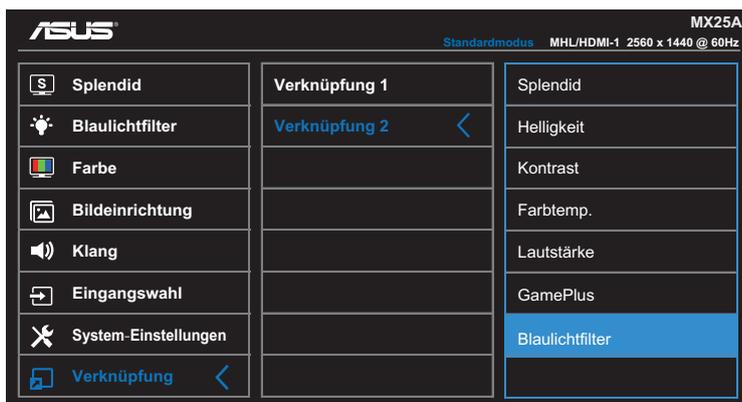 ASUS
MX25A
Standardmodus MHL/HDMI-1 2560 x 1440 @ 60Hz
S Splendid
Blaulichtfilter
Farbe
Bildeinrichtung
Klang
Eingangswahl
System-Einstellungen
Verknüpfung
Verknüpfung 1
Verknüpfung 2
Splendid
Helligkeit
Kontrast
Farbtemp.
Lautstärke
GamePlus
Blaulichtfilter